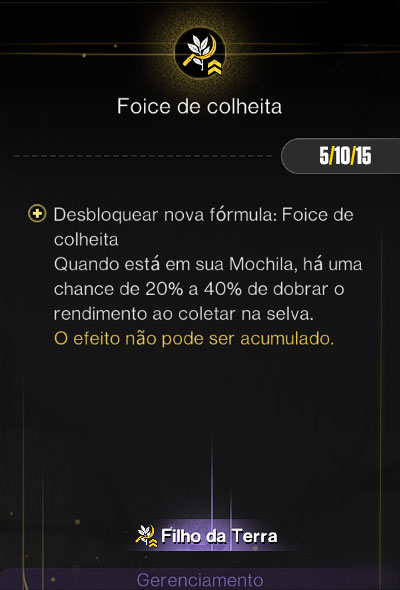 Foice de colheita
5/10/15
Desbloquear nova fórmula: Foice de
colheita
Quando está em sua Mochila, há uma
chance de 20% a 40% de dobrar o
rendimento ao coletar na selva.
O efeito não pode ser acumulado.
Filho da Terra
Gerenciamento